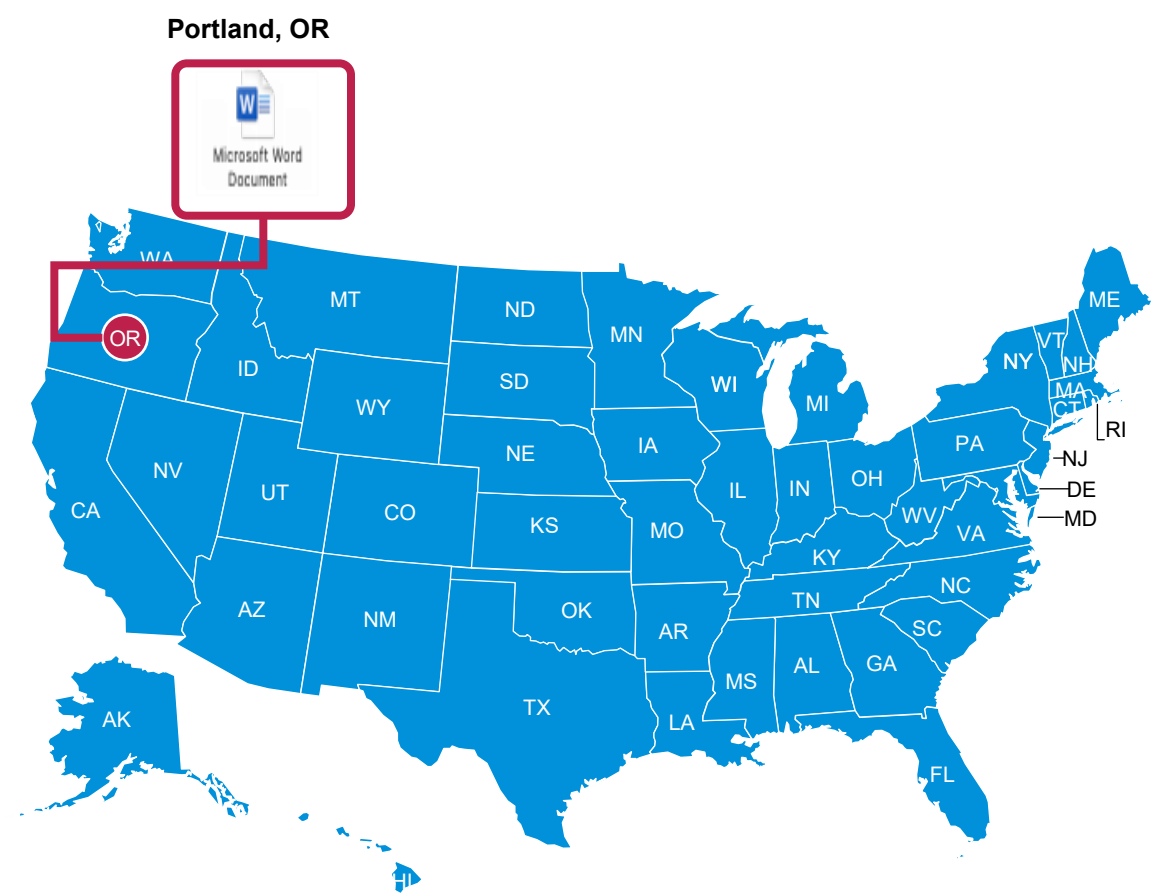 Portland, OR
W
Microsoft Word
Document
WA
MT
ND
MN
ME
OR
ID
SD
WI
MI
NY
VT
NH
MA
CT
RI
WY
NE
IA
PA
NJ
NV
UT
CO
KS
MO
IL
IN
OH
DE
MD
CA
WV
VA
KY
AZ
NM
OK
AR
TN
NC
SC
TX
LA
MS
AL
GA
AK
FL
HI